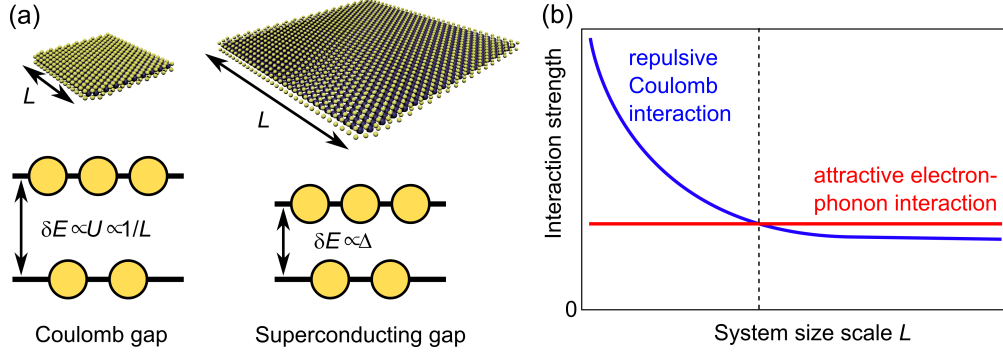 (a)
L
L
δE∝U∝1/L
δE∝Δ
Coulomb gap
Superconducting gap
(b)
Interaction strength
repulsive
Coulomb
interaction
attractive electron-
phonon interaction
0
System size scale L